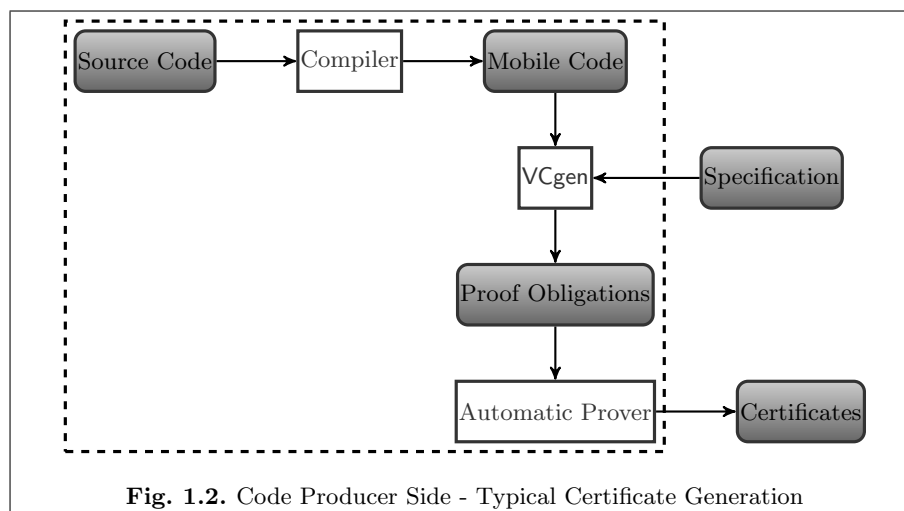 Source Code
Compiler
Mobile Code
VCgen
Specification
Proof Obligations
Automatic Prover
Certificates
Fig. 1.2. Code Producer Side - Typical Certificate Generation